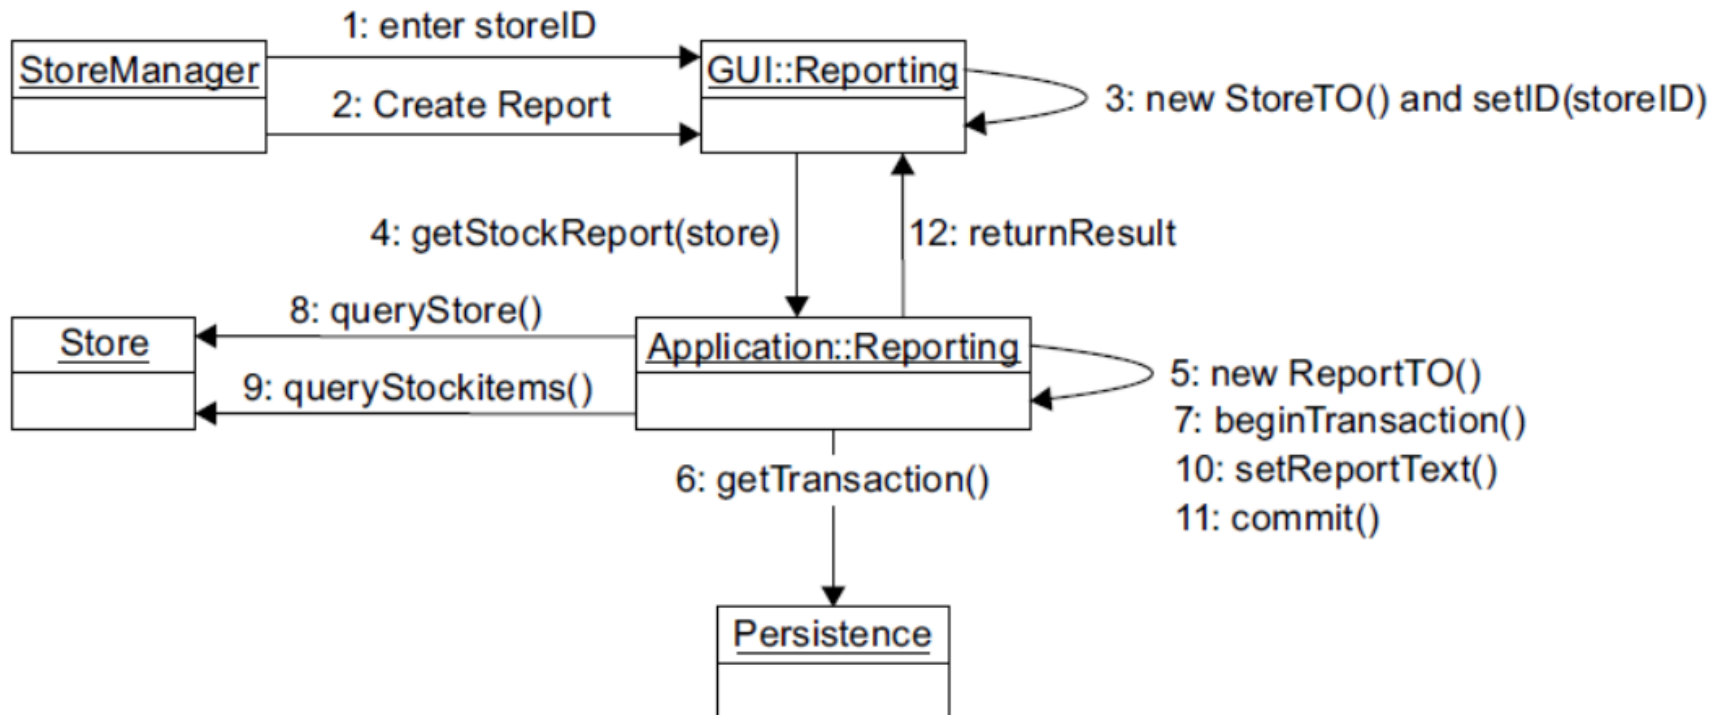 1: enter storeID
StoreManager
GUI::Reporting
2: Create Report
3: new StoreTO() and setID(storeID)
4: getStockReport(store)
12: returnResult
8: queryStore()
Store
Application::Reporting
9: queryStockitems()
5: new ReportTO()
7: beginTransaction()
10: setReportText()
11: commit()
6: getTransaction()
Persistence